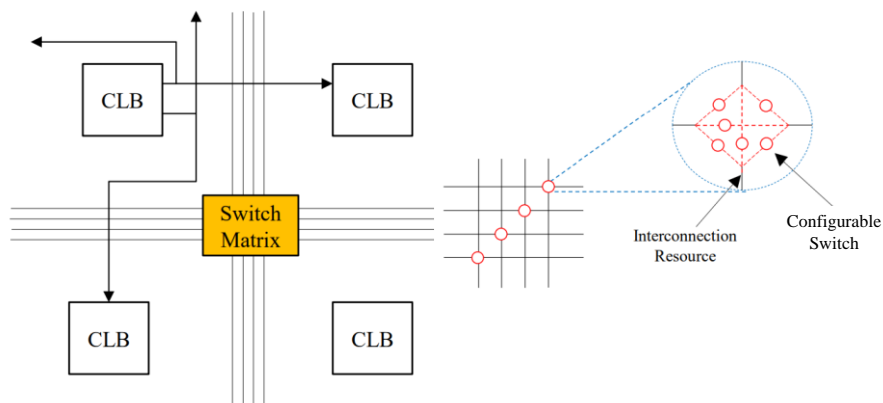 CLB
CLB
Switch
Matrix
CLB
CLB
Interconnection
Resource
Configurable
Switch